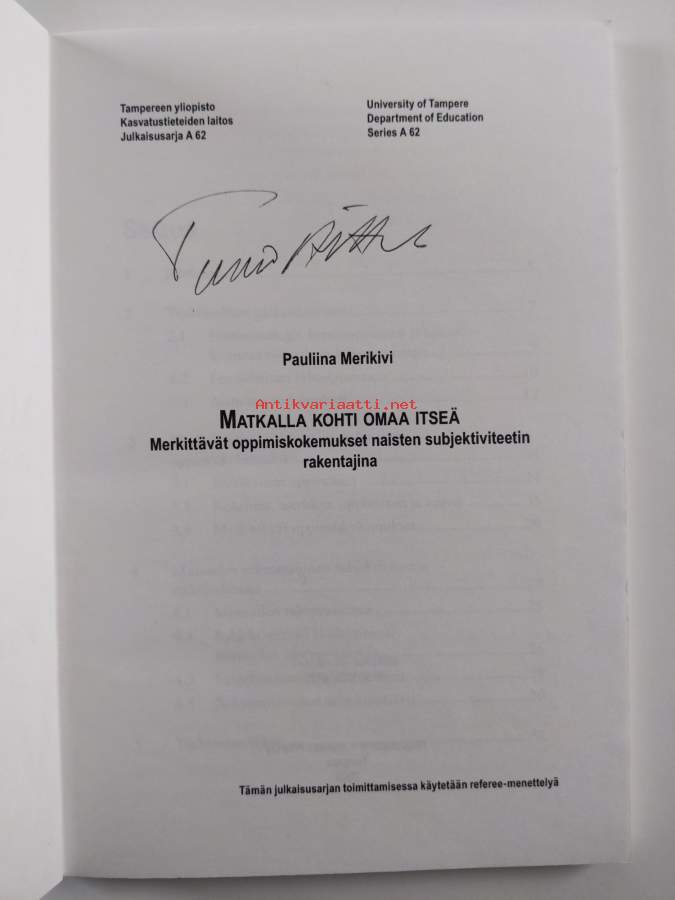 Tampereen yliopisto
Kasvatustieteiden laitos
Julkaisusarja A 62
University of Tampere
Department of Education
Series A 62
Pauliina Merikivi
Antikvariaatti.net
MATKALLA KOHTI OMAA ITSEÄ
Merkittävät oppimiskokemukset naisten subjektiviteetin
rakentajina
Tämän julkaisusarjan toimittamisessa käytetään referee-menettelyä